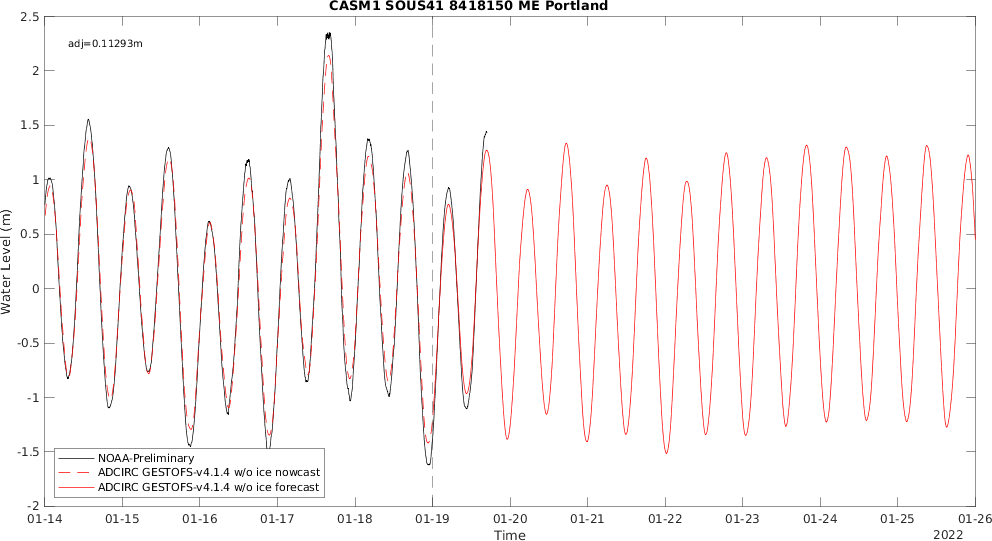 CASM1 SOUS41 8418150 ME Portland
adj=0.11293m
2.5
2
1.5
1
0.5
0
-0.5
-1
-1.5
-2
Water Level (m)
NOAA-Preliminary
ADCIRC GESTOFS-v4.1.4 w/o ice nowcast
ADCIRC GESTOFS-v4.1.4 w/o ice forecast
01-14 01-15 01-16 01-17 01-18 01-19 01-20 01-21 01-22 01-23 01-24 01-25 01-26
Time
2022